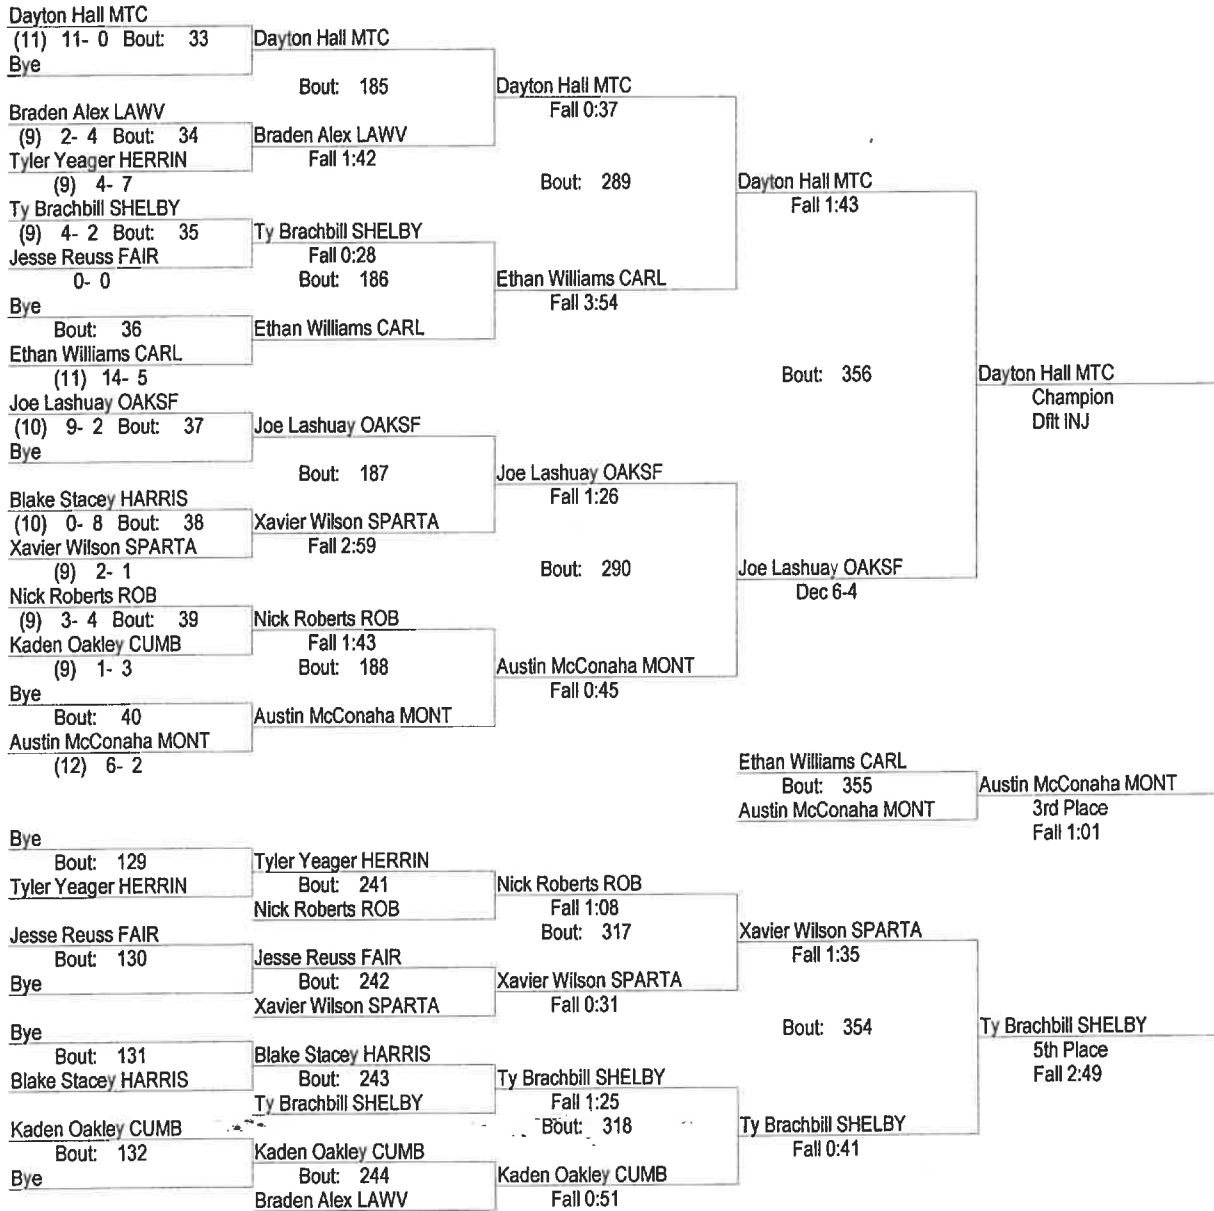 Dayton Hall MTC
(11) 11- 0 Bout: 33
Bye
Dayton Hall MTC
Bout: 185
Braden Alex LAWV
(9) 2- 4 Bout: 34
Tyler Yeager HERRIN
(9) 4- 7
Braden Alex LAWV
Fall 1:42
Dayton Hall MTC
Fall 0:37
Bout: 289
Ty Brachbill SHELBY
(9) 4- 2 Bout: 35
Jesse Reuss FAIR
0- 0
Ty Brachbill SHELBY
Fall 0:28
Bout: 186
Bye
Bout: 36
Ethan Williams CARL
(11) 14- 5
Ethan Williams CARL
Ethan Williams CARL
Fall 3:54
Dayton Hall MTC
Fall 1:43
Bout: 356
Dayton Hall MTC
Champion
Dflt INJ
Joe Lashuay OAKSF
(10) 9- 2 Bout: 37
Bye
Joe Lashuay OAKSF
Bout: 187
Blake Stacey HARRIS
(10) 0- 8 Bout: 38
Xavier Wilson SPARTA
(9) 2- 1
Xavier Wilson SPARTA
Fall 2:59
Joe Lashuay OAKSF
Fall 1:26
Bout: 290
Nick Roberts ROB
(9) 3- 4 Bout: 39
Kaden Oakley CUMB
(9) 1- 3
Nick Roberts ROB
Fall 1:43
Bout: 188
Bye
Bout: 40
Austin McConaha MONT
(12) 6- 2
Austin McConaha MONT
Austin McConaha MONT
Fall 0:45
Joe Lashuay OAKSF
Dec 6-4
Ethan Williams CARL
Bout: 355
Austin McConaha MONT
Austin McConaha MONT
3rd Place
Fall 1:01
Bye
Bout: 129
Tyler Yeager HERRIN
Tyler Yeager HERRIN
Bout: 241
Nick Roberts ROB
Nick Roberts ROB
Fall 1:08
Bout: 317
Jesse Reuss FAIR
Bout: 130
Bye
Jesse Reuss FAIR
Bout: 242
Xavier Wilson SPARTA
Xavier Wilson SPARTA
Fall 0:31
Xavier Wilson SPARTA
Fall 1:35
Bout: 354
Bye
Bout: 131
Blake Stacey HARRIS
Blake Stacey HARRIS
Bout: 243
Ty Brachbill SHELBY
Ty Brachbill SHELBY
Fall 1:25
Bout: 318
Kaden Oakley CUMB
Bout: 132
Bye
Kaden Oakley CUMB
Bout: 244
Braden Alex LAWV
Kaden Oakley CUMB
Fall 0:51
Ty Brachbill SHELBY
Fall 0:41
Ty Brachbill SHELBY
5th Place
Fall 2:49